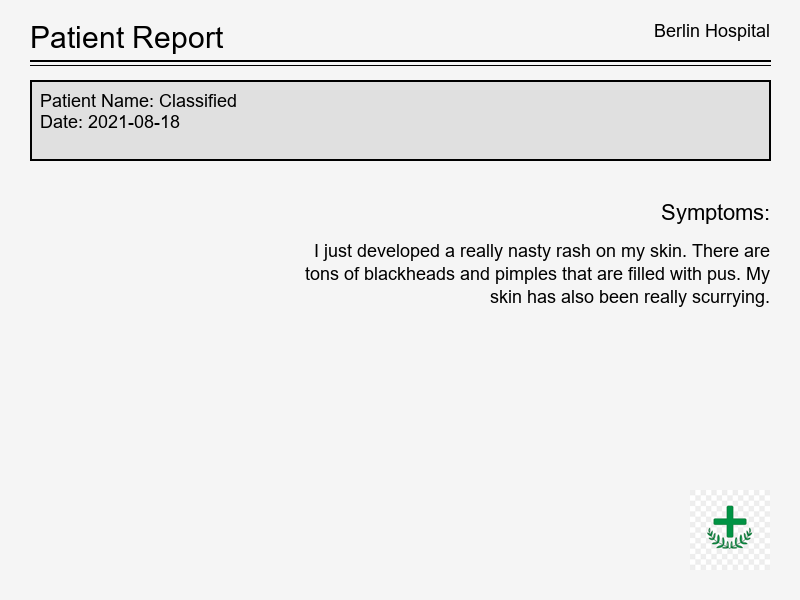 Patient Report
Berlin Hospital
Patient Name: Classified
Date: 2021-08-18
Symptoms:
I just developed a really nasty rash on my skin. There are
tons of blackheads and pimples that are filled with pus. My
skin has also been really scurrying.